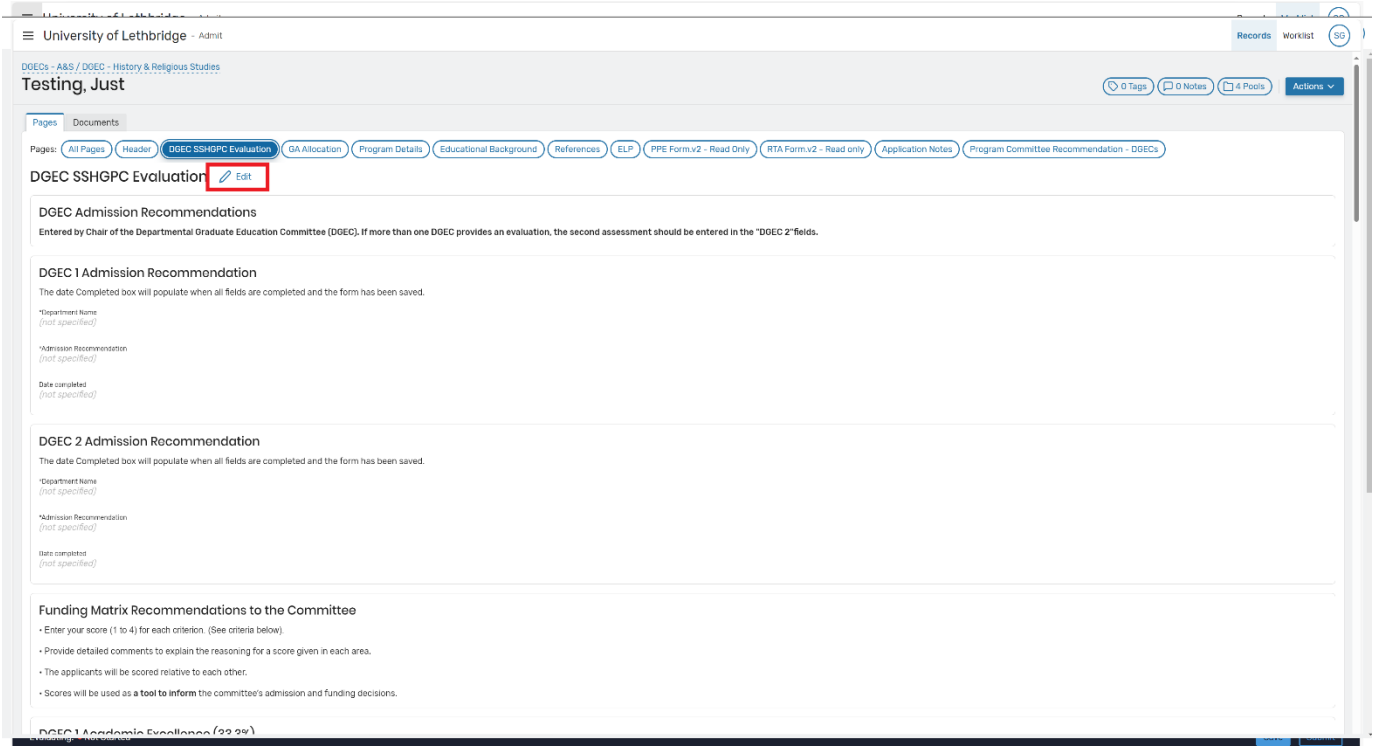 University of Lethbridge - Admit
Records Worklist SG
DGECs - A&S / DGEC - History & Religious Studies
Testing, Just
0 Tags 0 Notes 4 Pools Actions
Pages Documents
Pages: All Pages Header DGEC SSHGPC Evaluation GA Allocation Program Details Educational Background References ELP PPE Form.v2 - Read Only RTA Form.v2 - Read only Application Notes Program Committee Recommendation - DGECs
DGEC SSHGPC Evaluation Edit
DGEC Admission Recommendations
Entered by Chair of the Departmental Graduate Education Committee (DGEC). If more than one DGEC provides an evaluation, the second assessment should be entered in the "DGEC 2"fields.
DGEC 1 Admission Recommendation
The date Completed box will populate when all fields are completed and the form has been saved.
*Department Name
(not specified)
*Admission Recommendation
(not specified)
Date completed
(not specified)
DGEC 2 Admission Recommendation
The date Completed box will populate when all fields are completed and the form has been saved.
*Department Name
(not specified)
*Admission Recommendation
(not specified)
Date completed
(not specified)
Funding Matrix Recommendations to the Committee
• Enter your score (1 to 4) for each criterion. (See criteria below).
• Provide detailed comments to explain the reasoning for a score given in each area.
• The applicants will be scored relative to each other.
• Scores will be used as a tool to inform the committee's admission and funding decisions.
DGEC 1 Academic Excellence (33.3%)